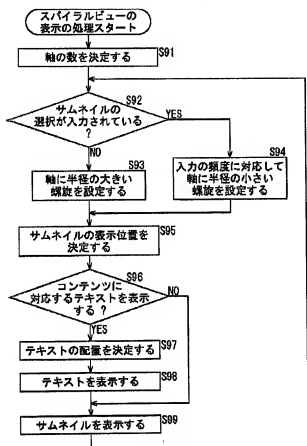 スパイラルビューの
表示の処理スタート
S91
軸の数を決定する
S92
サムネイルの
選択が入力されている
?
YES
NO
S93
軸に半径の大きい
螺旋を設定する
S94
入力の頻度に対応して
軸に半径の小さい
螺旋を設定する
S95
サムネイルの表示位置を
決定する
S96
コンテンツに
対応するテキストを表示
する ?
NO
YES
S97
テキストの配置を決定する
S98
テキストを表示する
S99
サムネイルを表示する